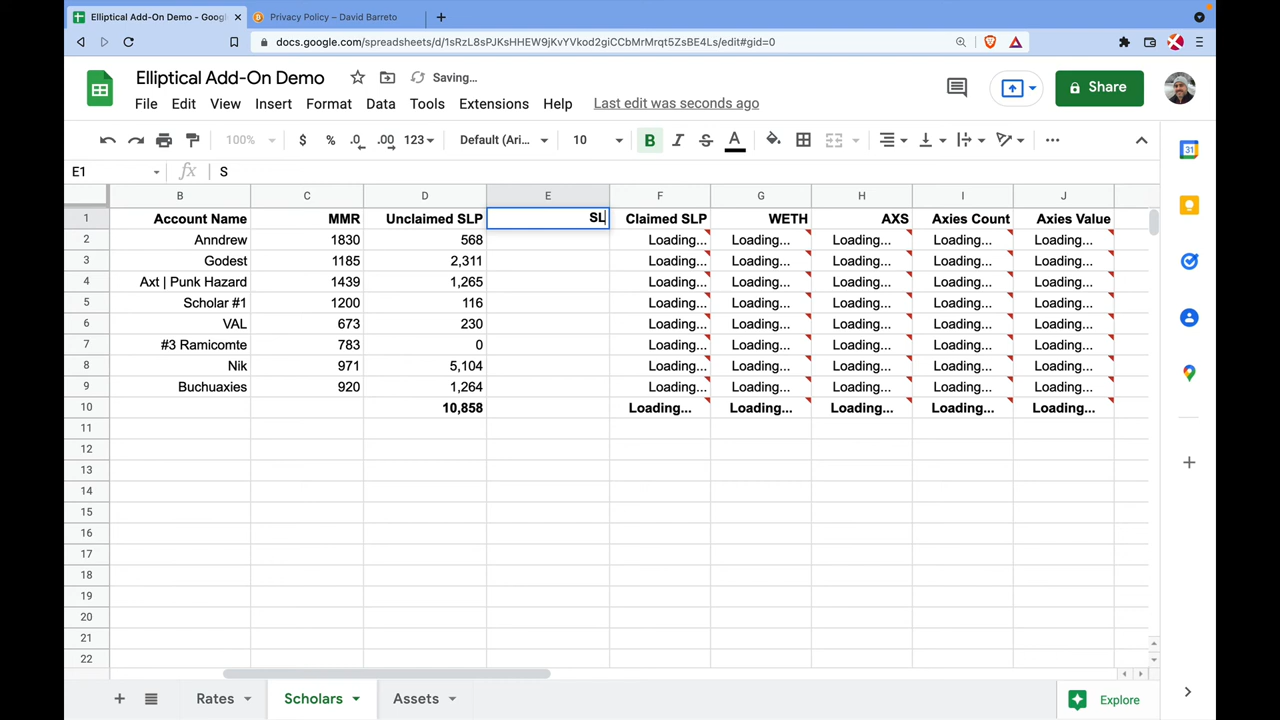 Elliptical Add-On Demo - Googl
Privacy Policy – David Barreto
docs.google.com/spreadsheets/d/1sRzL8sPJKsHHEW9jKvYVkod2giCCbMrMrqt5ZsBE4Ls/edit#gid=0
Elliptical Add-On Demo Saving...
File Edit View Insert Format Data Tools Extensions Help Last edit was seconds ago
Share
100% $ % .0 .00 123 Default (Ari... 10 B I S A
E1 fx S
B C D E F G H I J
1 Account Name MMR Unclaimed SLP SL Claimed SLP WETH AXS Axies Count Axies Value
2 Anndrew 1830 568 Loading... Loading... Loading... Loading... Loading...
3 Godest 1185 2,311 Loading... Loading... Loading... Loading... Loading...
4 Axt | Punk Hazard 1439 1,265 Loading... Loading... Loading... Loading... Loading...
5 Scholar #1 1200 116 Loading... Loading... Loading... Loading... Loading...
6 VAL 673 230 Loading... Loading... Loading... Loading... Loading...
7 #3 Ramicomte 783 0 Loading... Loading... Loading... Loading... Loading...
8 Nik 971 5,104 Loading... Loading... Loading... Loading... Loading...
9 Buchuaxies 920 1,264 Loading... Loading... Loading... Loading... Loading...
10 10,858 Loading... Loading... Loading... Loading... Loading...
11
12
13
14
15
16
17
18
19
20
21
22
Rates Scholars Assets Explore
31